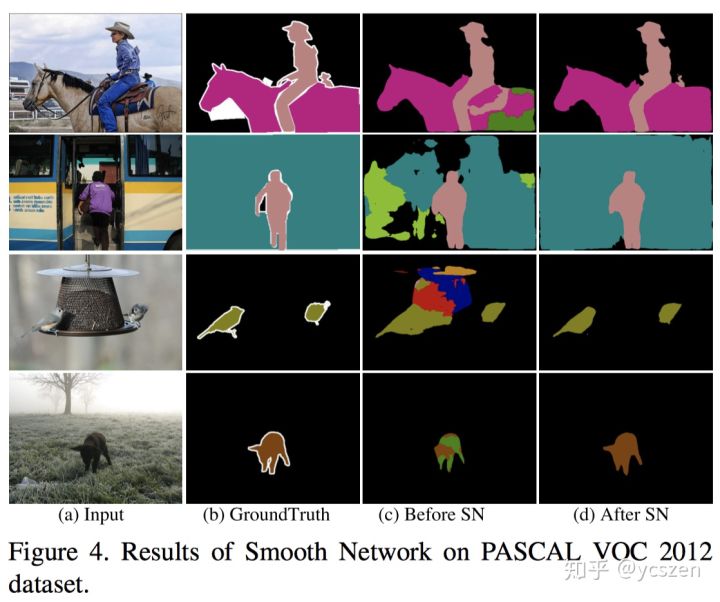 (a) Input
(b) GroundTruth
(c) Before SN
(d) After SN
Figure 4. Results of Smooth Network on PASCAL VOC 2012
dataset.
知乎 @ycszen